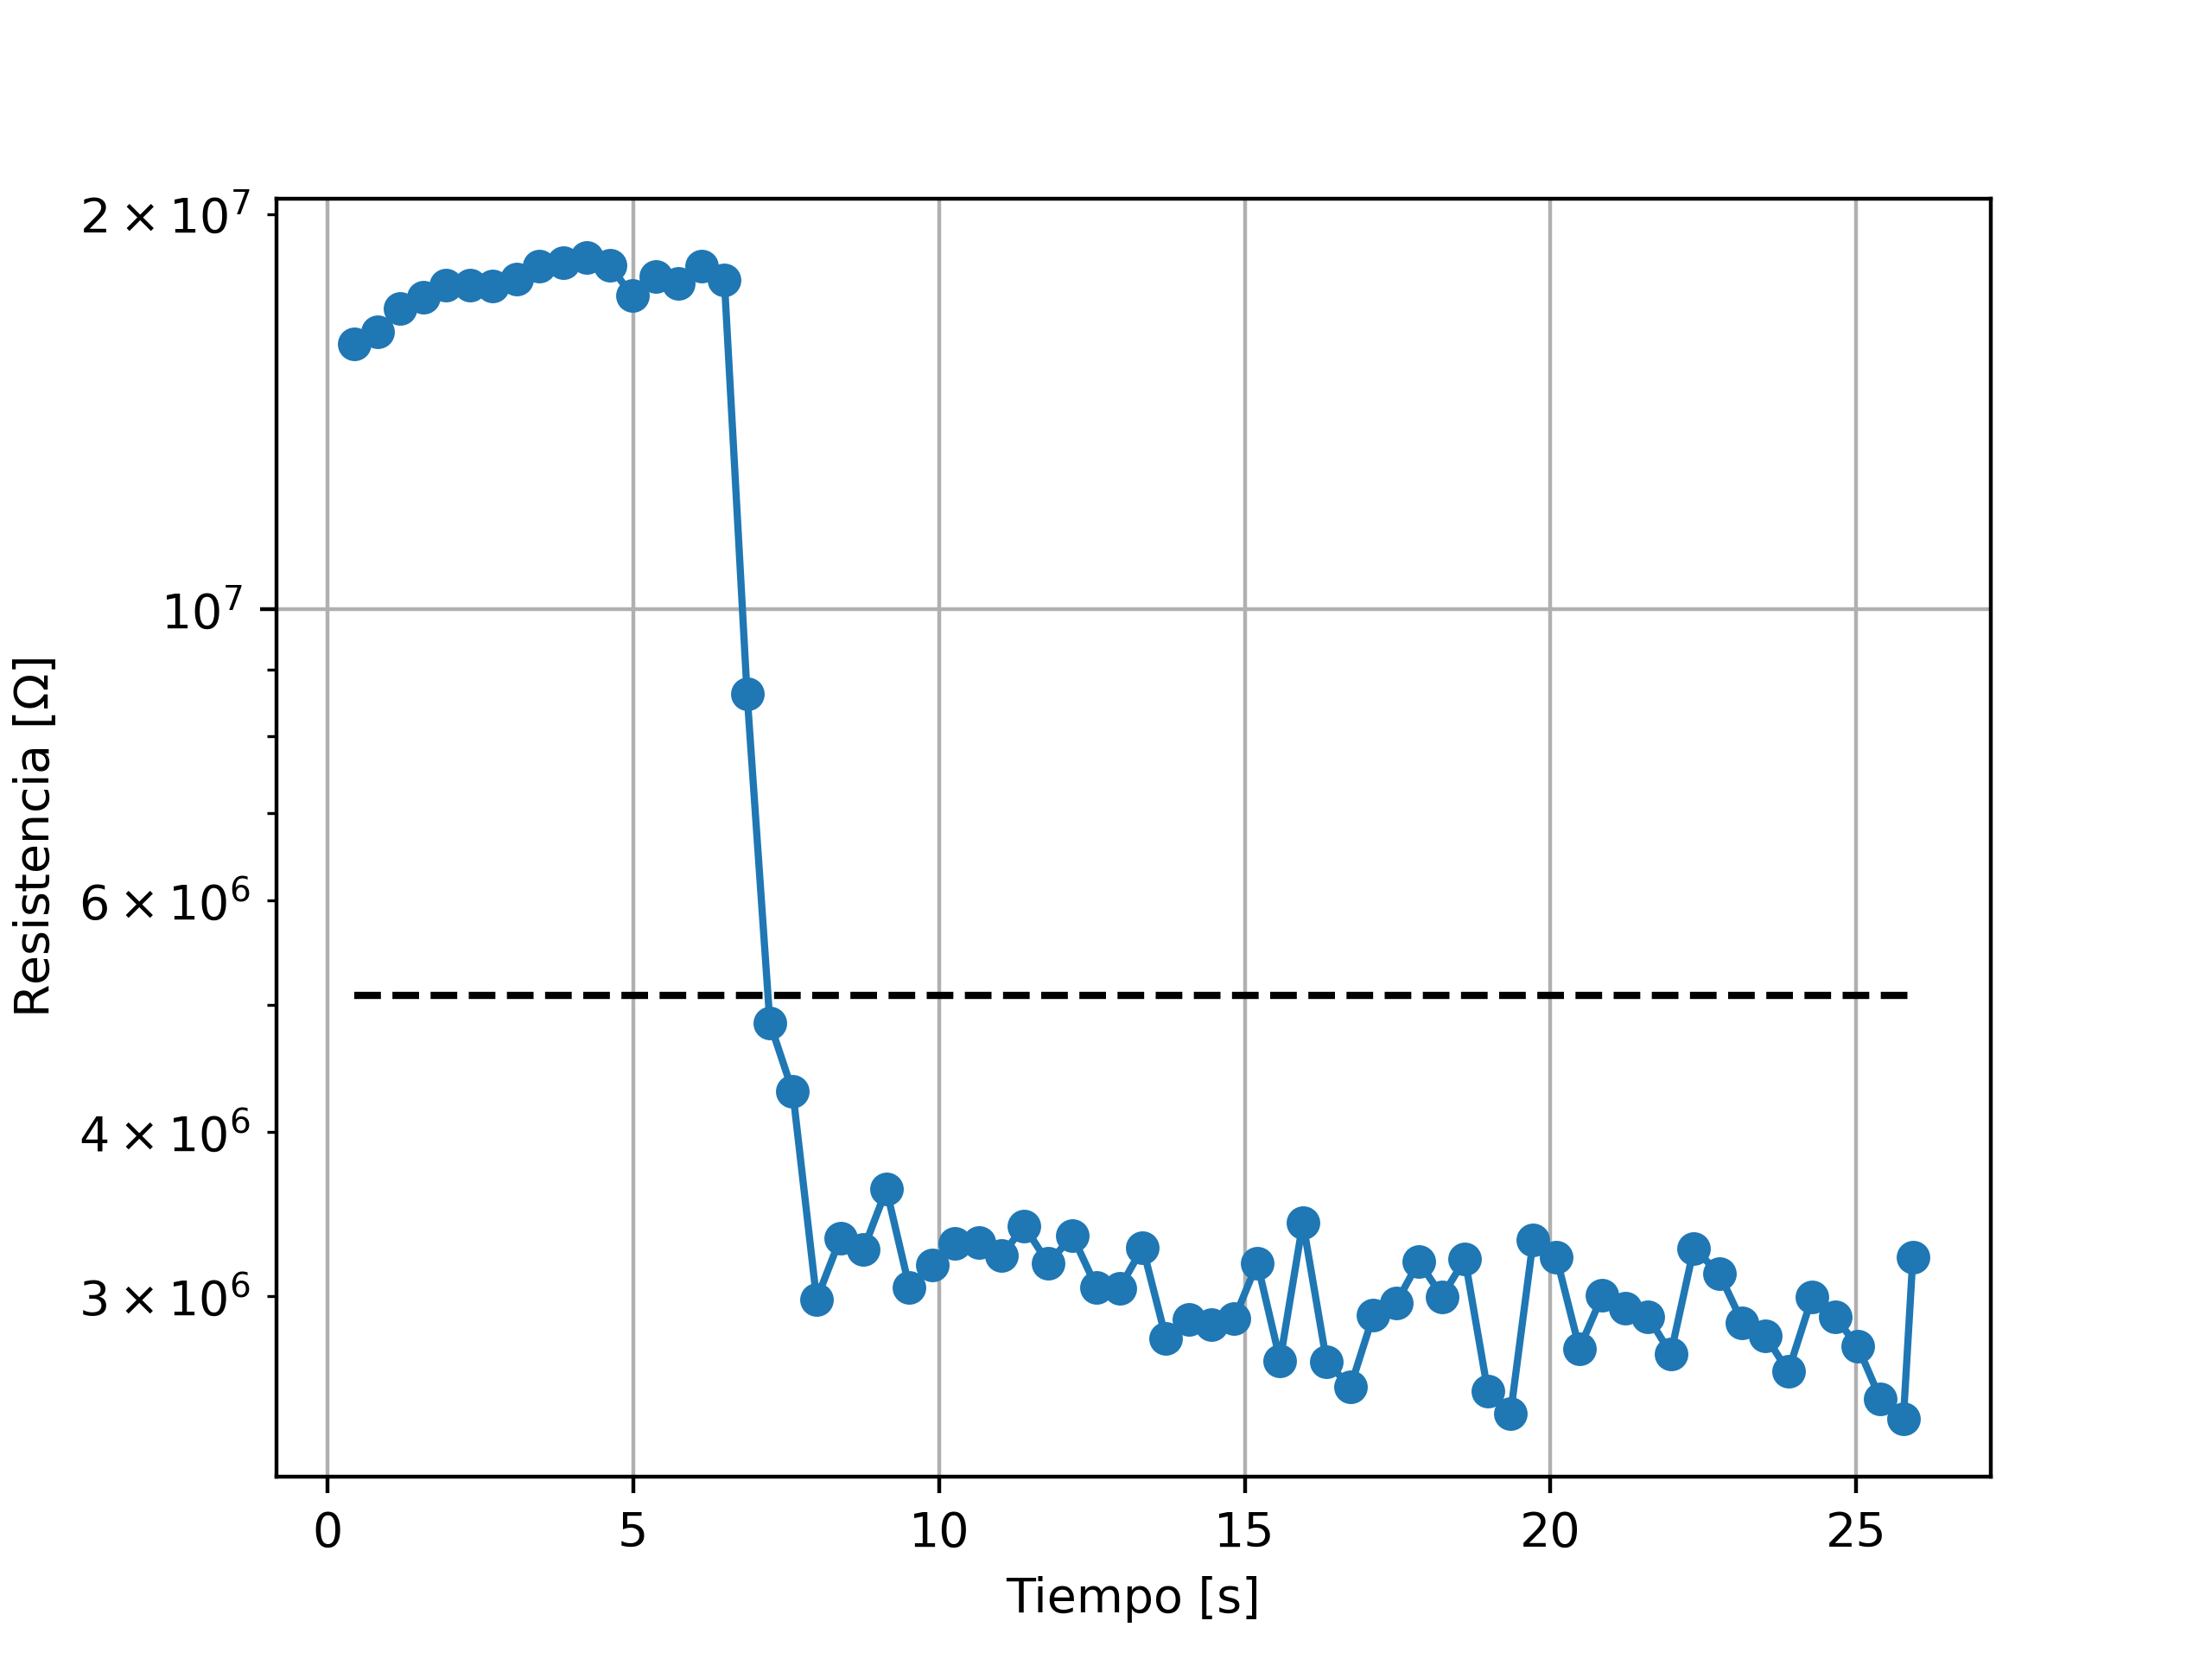 2 × 10⁷
10⁷
6 × 10⁶
4 × 10⁶
3 × 10⁶
Resistencia [Ω]
0 5 10 15 20 25
Tiempo [s]